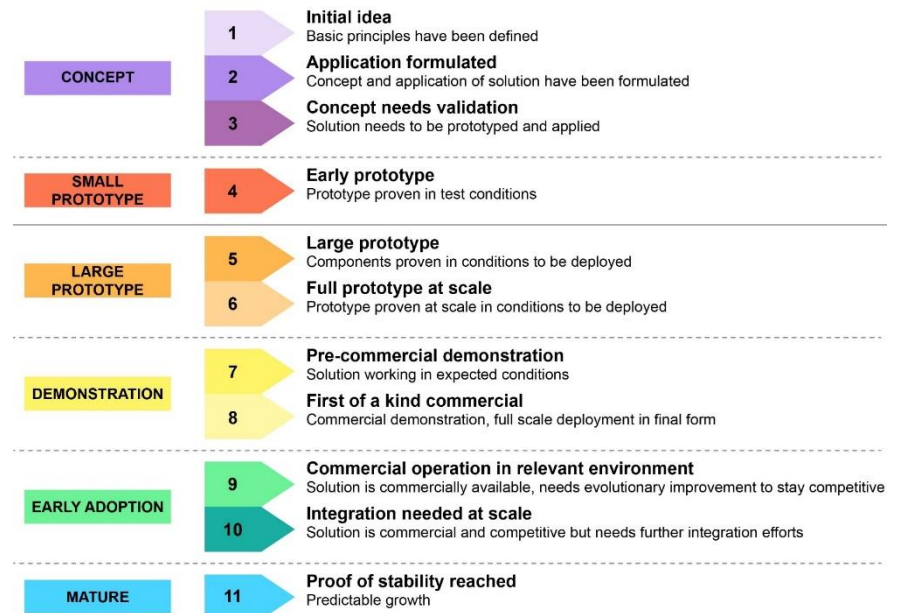 Initial idea
1
Basic principles have been defined
Application formulated
CONCEPT
2
Concept and application of solution have been formulated
Concept needs validation
3
Solution needs to be prototyped and applied
SMALL
PROTOTYPE
Early prototype
4
Prototype proven in test conditions
Large prototype
5
Components proven in conditions to be deployed
LARGE
PROTOTYPE
Full prototype at scale
6
Prototype proven at scale in conditions to be deployed
Pre-commercial demonstration
7
Solution working in expected conditions
DEMONSTRATION
First of a kind commercial
8
Commercial demonstration, full scale deployment in final form
Commercial operation in relevant environment
9
Solution is commercially available, needs evolutionary improvement to stay competitive
EARLY ADOPTION
Integration needed at scale
10
Solution is commercial and competitive but needs further integration efforts
Proof of stability reached
MATURE
11
Predictable growth